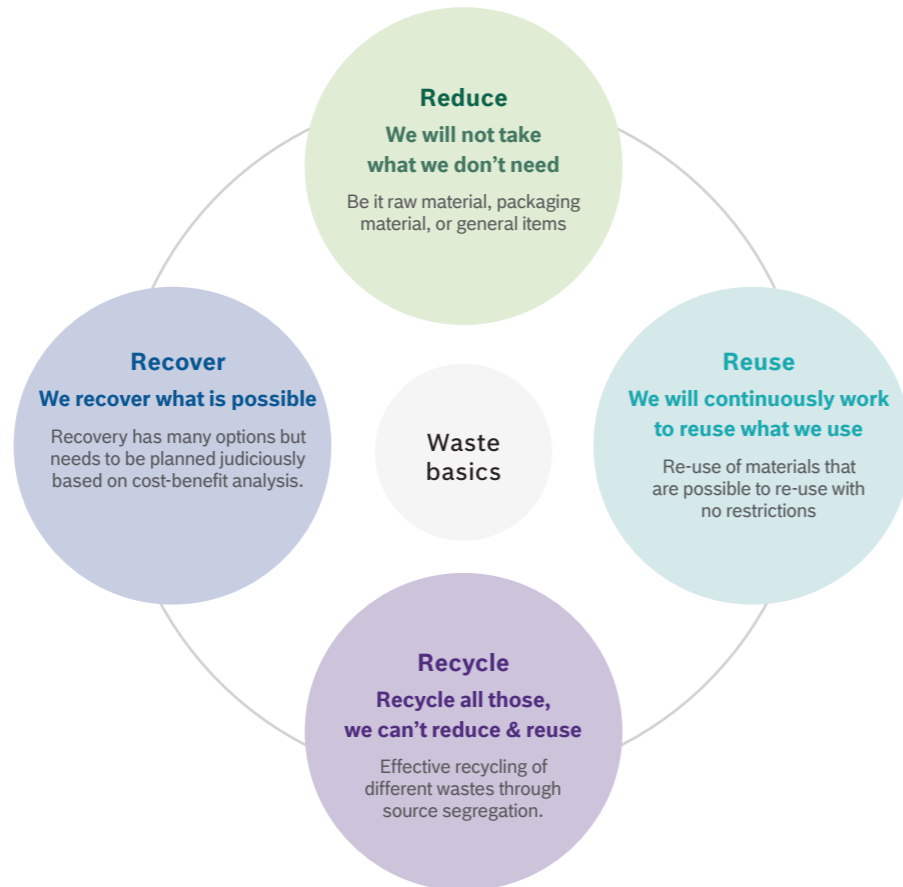 Reduce
We will not take
what we don’t need
Be it raw material, packaging
material, or general items
Recover
We recover what is possible
Recovery has many options but
needs to be planned judiciously
based on cost-benefit analysis.
Waste
basics
Reuse
We will continuously work
to reuse what we use
Re-use of materials that
are possible to re-use with
no restrictions
Recycle
Recycle all those,
we can’t reduce & reuse
Effective recycling of
different wastes through
source segregation.